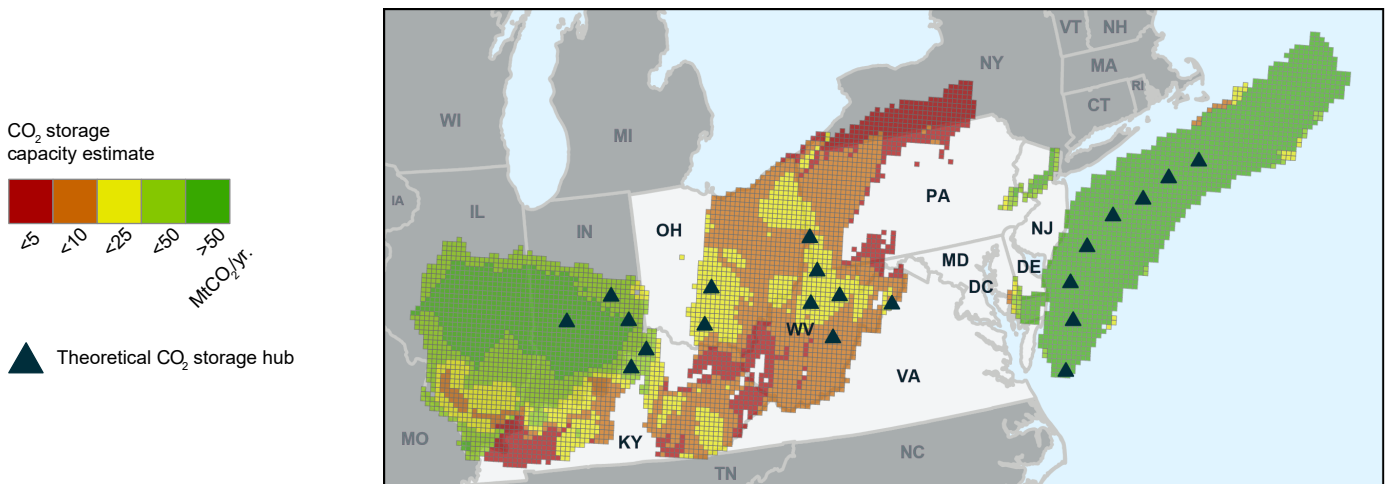 CO₂ storage
capacity estimate
<5 <10 <25 <50 >50
MtCO₂/yr.
Theoretical CO₂ storage hub
VT NH
NY
MA
RI
CT
WI
MI
PA
IA
IL
IN
OH
NJ
MD
DE
DC
WV
VA
MO
KY
NC
TN